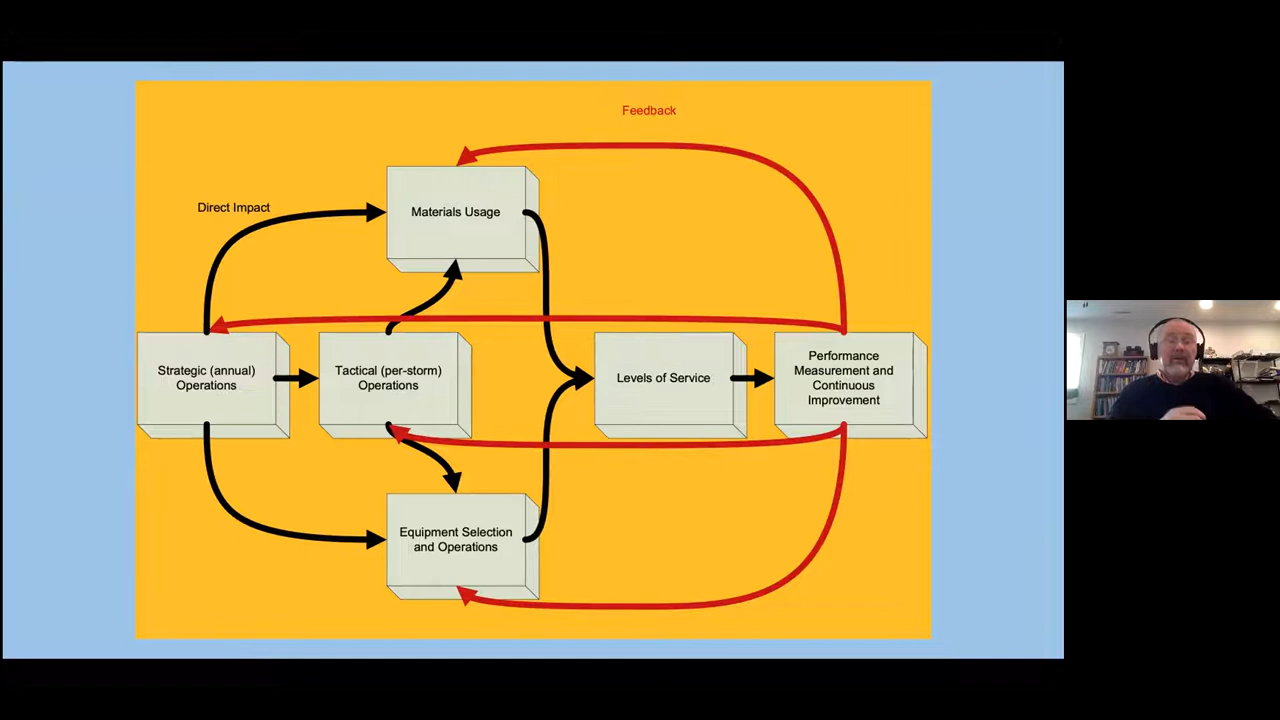 Feedback
Direct Impact
Materials Usage
Strategic (annual)
Operations
Tactical (per-storm)
Operations
Levels of Service
Performance
Measurement and
Continuous
Improvement
Equipment Selection
and Operations